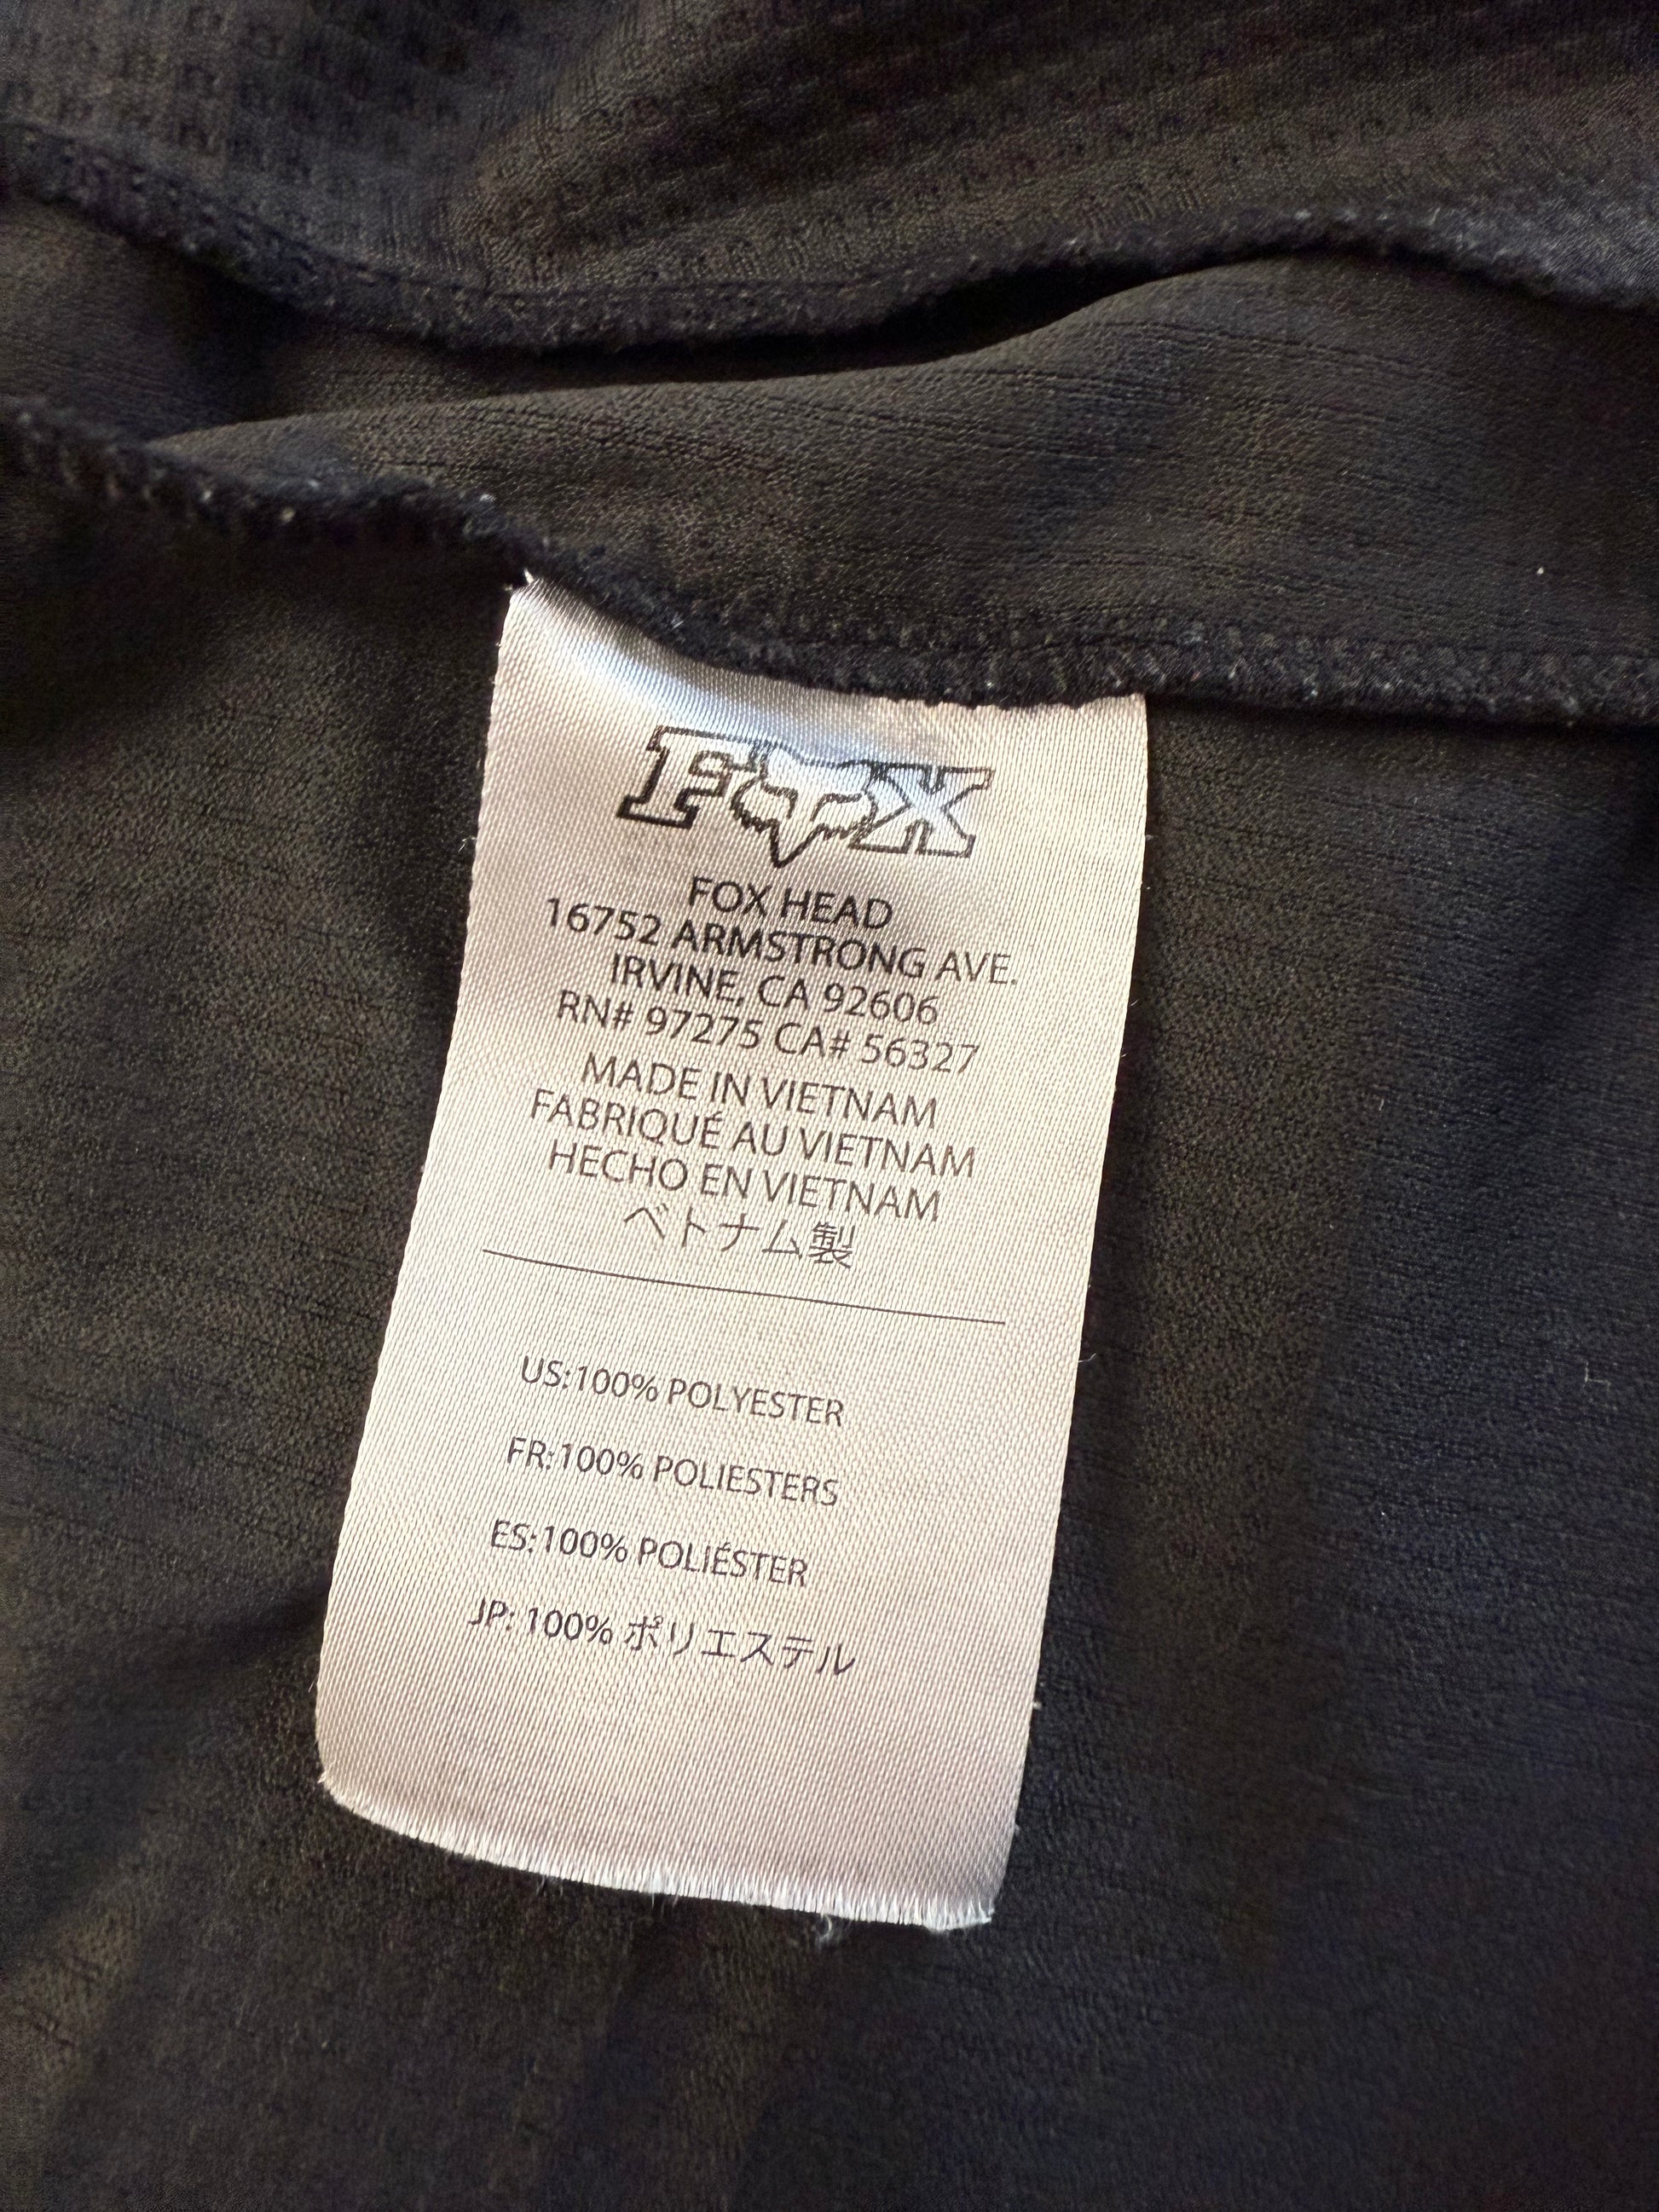 FOX
FOX HEAD
16752 ARMSTRONG AVE.
IRVINE, CA 92606
RN# 97275 CA# 56327
MADE IN VIETNAM
FABRIQUÉ AU VIETNAM
HECHO EN VIETNAM
ベトナム製
US:100% POLYESTER
FR:100% POLIESTERS
ES:100% POLIÉSTER
JP: 100% ポリエステル